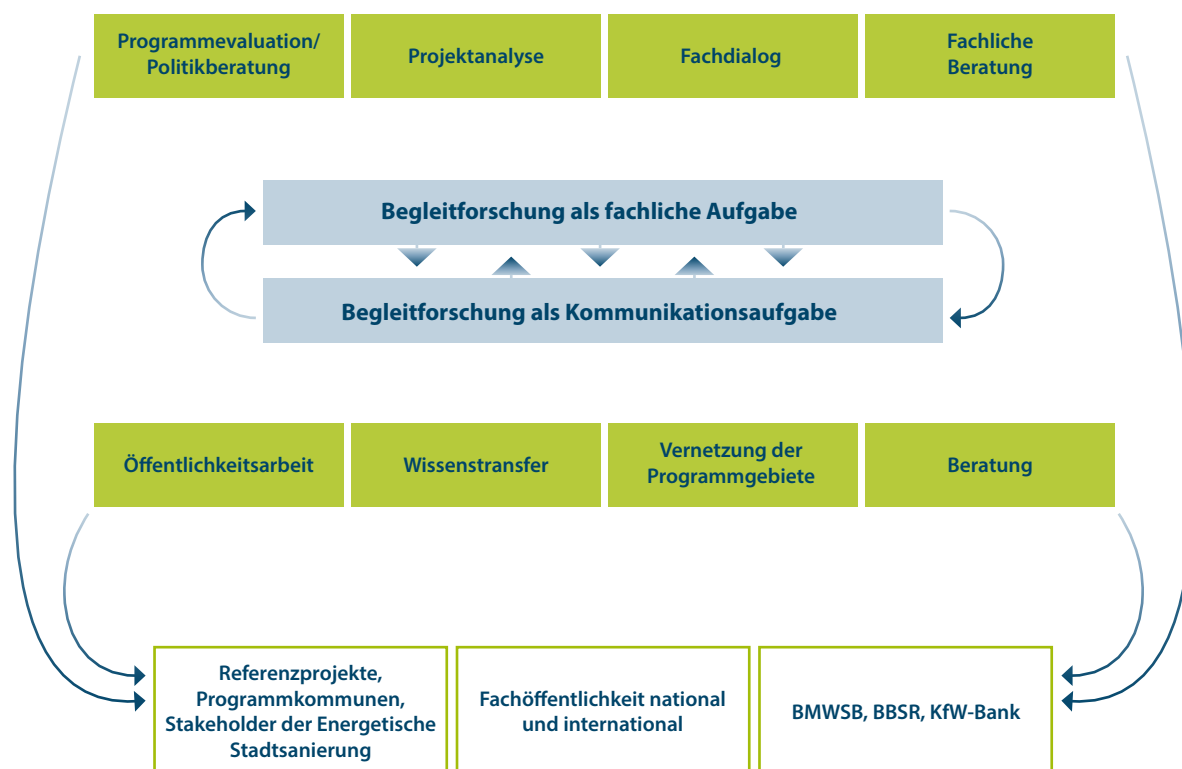 Programmevaluation/
Politikberatung
Projektanalyse
Fachdialog
Fachliche
Beratung
Begleitforschung als fachliche Aufgabe
Begleitforschung als Kommunikationsaufgabe
Öffentlichkeitsarbeit
Wissenstransfer
Vernetzung der
Programmgebiete
Beratung
Referenzprojekte,
Programmkommunen,
Stakeholder der Energetische
Stadtsanierung
Fachöffentlichkeit national
und international
BMWSB, BBSR, KfW-Bank